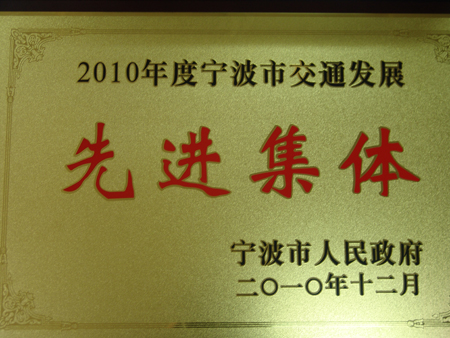 2010年度宁波市交通发展
先进集体
宁波市人民政府
二〇一〇年十二月